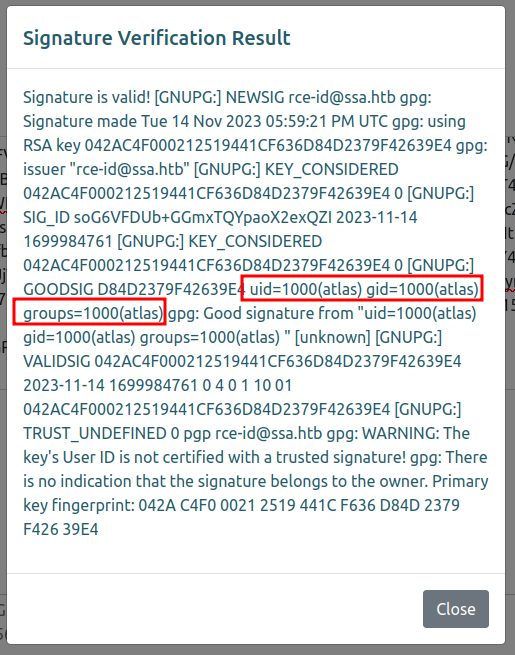 Signature Verification Result
Signature is valid! [GNUPG:] NEWSIG rce-id@ssa.htb gpg:
Signature made Tue 14 Nov 2023 05:59:21 PM UTC gpg: using
RSA key 042AC4F000212519441CF636D84D2379F42639E4 gpg:
issuer "rce-id@ssa.htb" [GNUPG:] KEY_CONSIDERED
042AC4F000212519441CF636D84D2379F42639E4 0 [GNUPG:]
SIG_ID soG6VFDUb+GGmxTQYpaoX2exQZI 2023-11-14
1699984761 [GNUPG:] KEY_CONSIDERED
042AC4F000212519441CF636D84D2379F42639E4 0 [GNUPG:]
GOODSIG D84D2379F42639E4 uid=1000(atlas) gid=1000(atlas)
groups=1000(atlas) gpg: Good signature from "uid=1000(atlas)
gid=1000(atlas) groups=1000(atlas) " [unknown] [GNUPG:]
VALIDSIG 042AC4F000212519441CF636D84D2379F42639E4
2023-11-14 1699984761 0 4 0 1 10 01
042AC4F000212519441CF636D84D2379F42639E4 [GNUPG:]
TRUST_UNDEFINED 0 pgp rce-id@ssa.htb gpg: WARNING: The
key's User ID is not certified with a trusted signature! gpg: There
is no indication that the signature belongs to the owner. Primary
key fingerprint: 042A C4F0 0021 2519 441C F636 D84D 2379
F426 39E4
Close